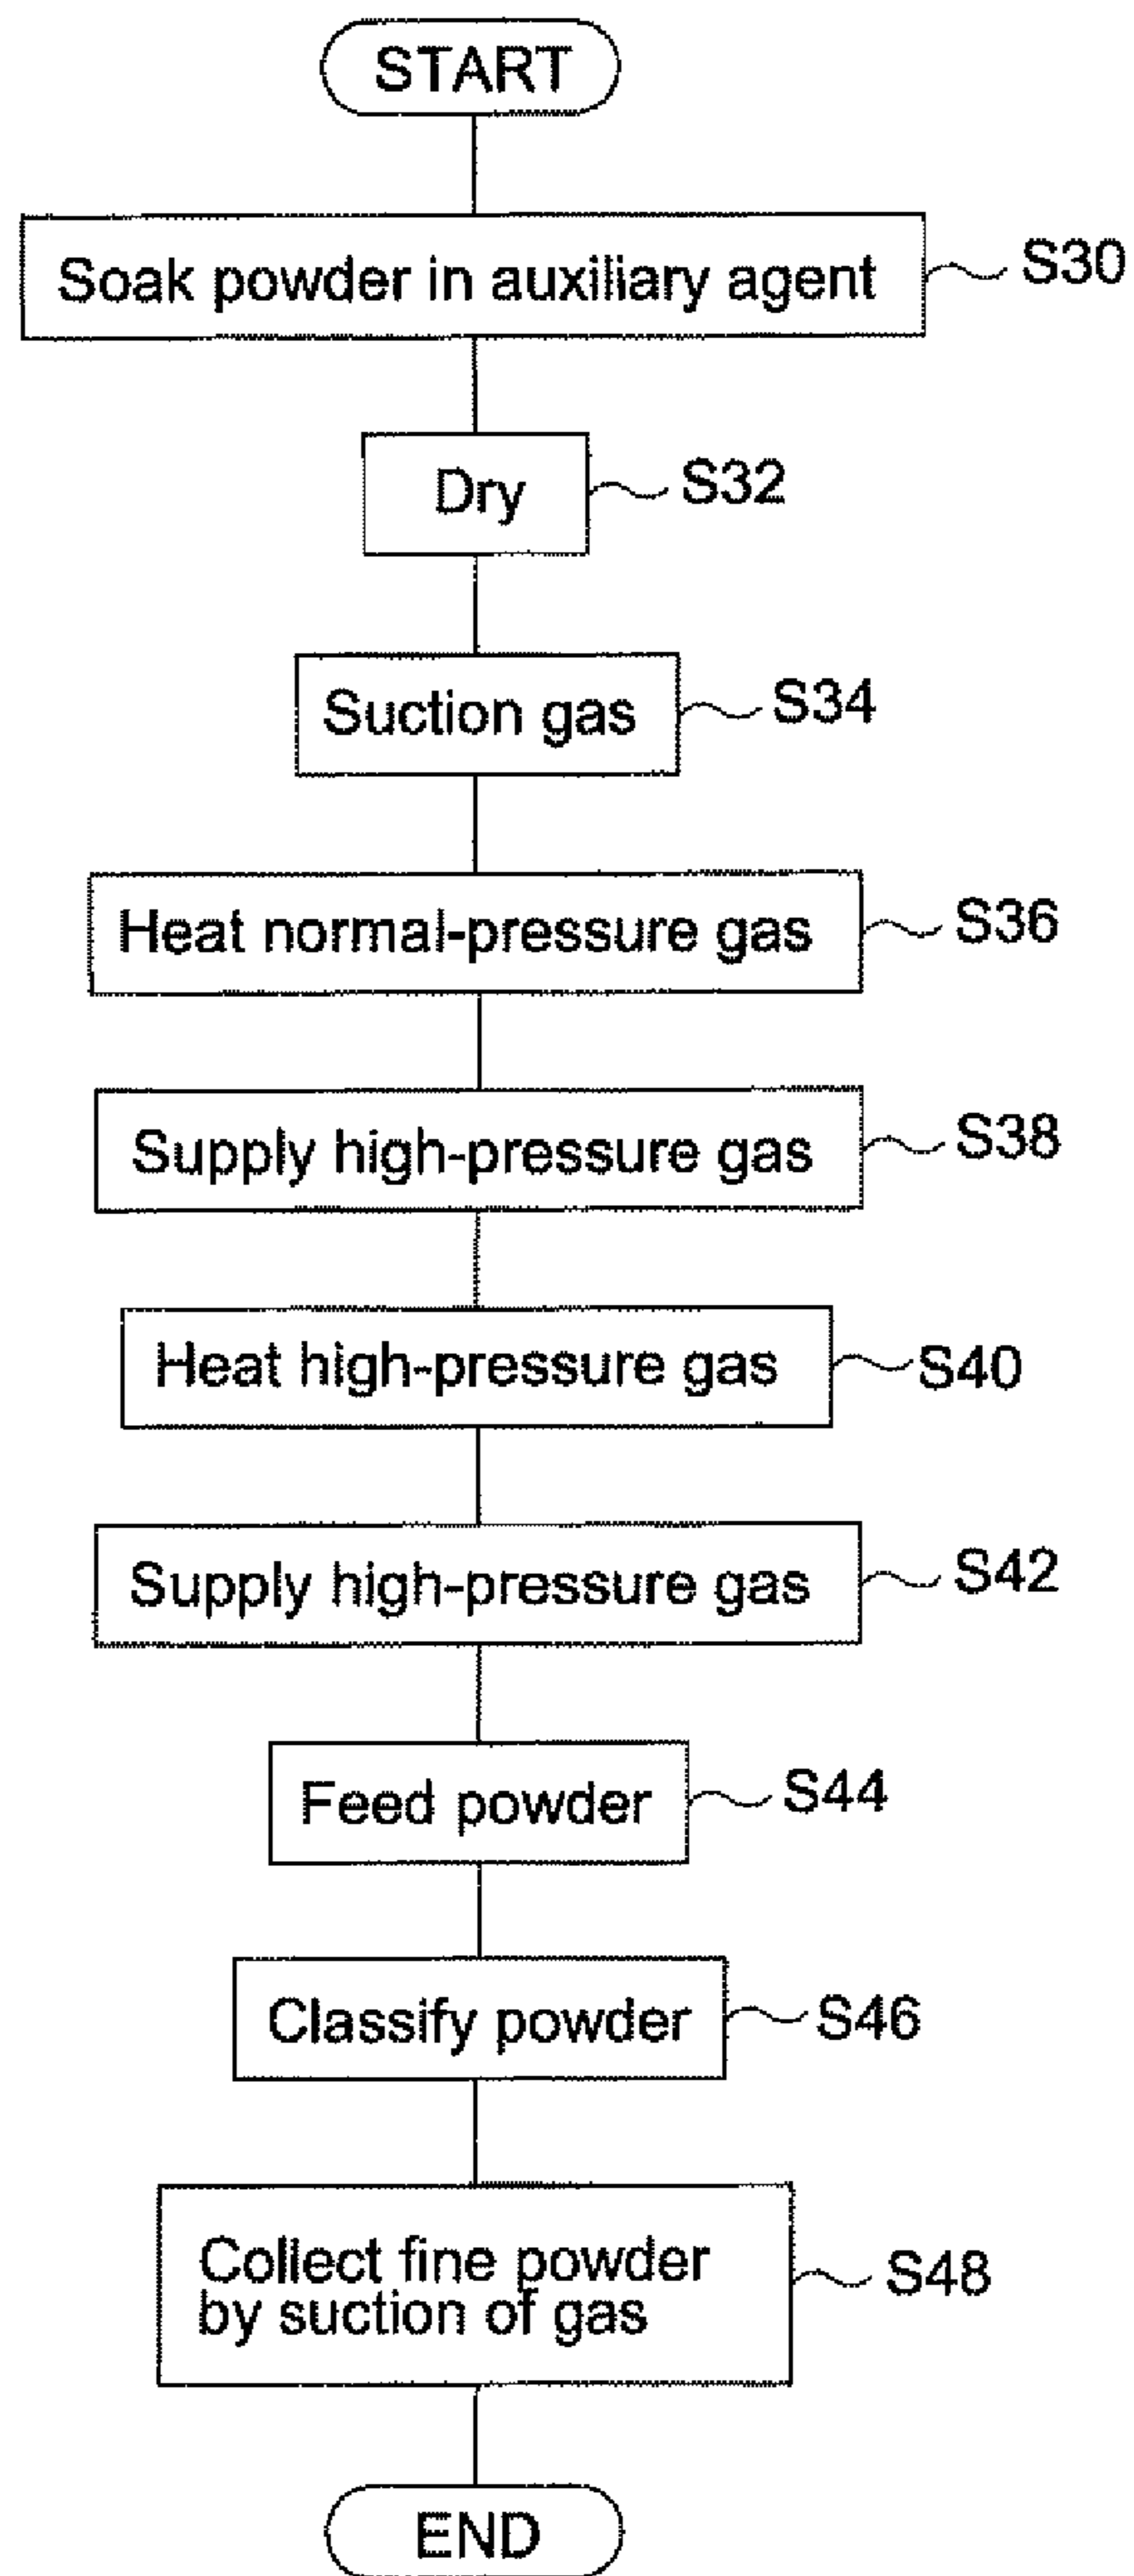 START
Soak powder in auxiliary agent
S30
Dry
S32
Suction gas
S34
Heat normal-pressure gas
S36
Supply high-pressure gas
S38
Heat high-pressure gas
S40
Supply high-pressure gas
S42
Feed powder
S44
Classify powder
S46
Collect fine powder
by suction of gas
S48
END